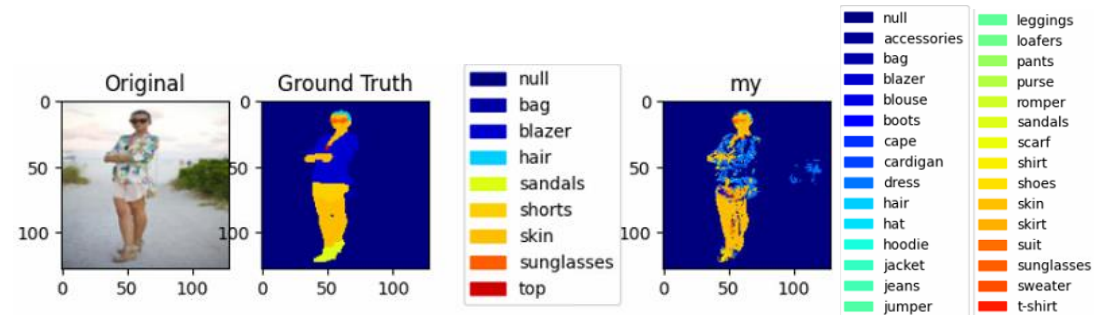 Original
0
50
100
0
50
100
Ground Truth
0
50
100
0
50
100
null
bag
blazer
hair
sandals
shorts
skin
sunglasses
top
my
0
50
100
0
50
100
null
accessories
bag
blazer
blouse
boots
cape
cardigan
dress
hair
hat
hoodie
jacket
jeans
jumper
leggings
loafers
pants
purse
romper
sandals
scarf
shirt
shoes
skin
skirt
suit
sunglasses
sweater
t-shirt